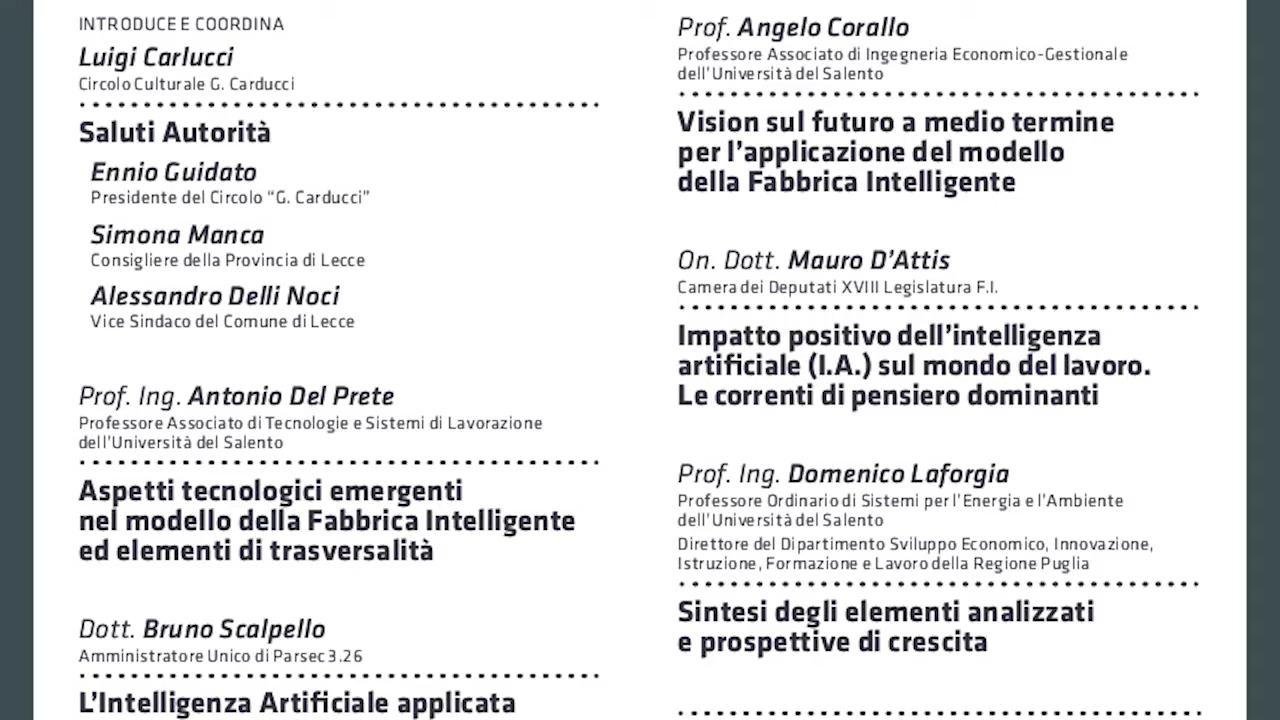 INTRODUCE E COORDINA
Luigi Carlucci
Circolo Culturale G. Carducci
Saluti Autorità
Ennio Guidato
Presidente del Circolo “G. Carducci”
Simona Manca
Consigliere della Provincia di Lecce
Alessandro Delli Noci
Vice Sindaco del Comune di Lecce
Prof. Ing. Antonio Del Prete
Professore Associato di Tecnologie e Sistemi di Lavorazione
dell’Università del Salento
Aspetti tecnologici emergenti
nel modello della Fabbrica Intelligente
ed elementi di trasversalità
Dott. Bruno Scalpello
Amministratore Unico di Parsec 3.26
L’Intelligenza Artificiale applicata
Prof. Angelo Corallo
Professore Associato di Ingegneria Economico-Gestionale
dell’Università del Salento
Vision sul futuro a medio termine
per l’applicazione del modello
della Fabbrica Intelligente
On. Dott. Mauro D’Attis
Camera dei Deputati XVIII Legislatura F.I.
Impatto positivo dell’intelligenza
artificiale (I.A.) sul mondo del lavoro.
Le correnti di pensiero dominanti
Prof. Ing. Domenico Laforgia
Professore Ordinario di Sistemi per l’Energia e l’Ambiente
dell’Università del Salento
Direttore del Dipartimento Sviluppo Economico, Innovazione,
Istruzione, Formazione e Lavoro della Regione Puglia
Sintesi degli elementi analizzati
e prospettive di crescita